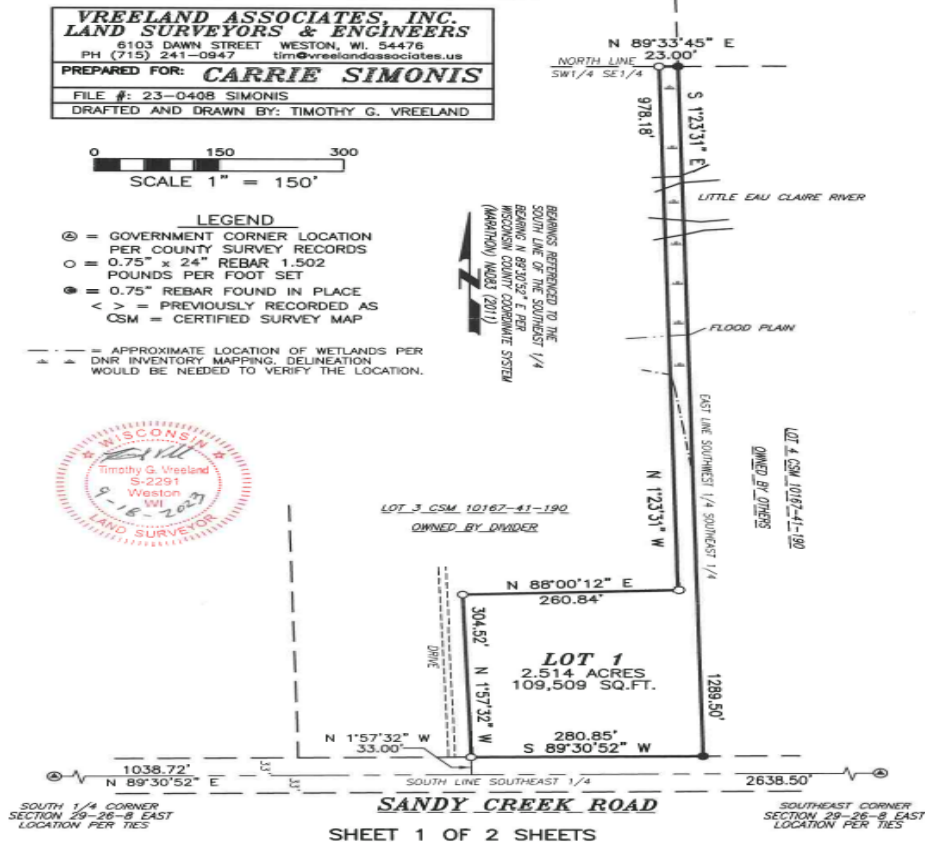 VREELAND ASSOCIATES, INC.
LAND SURVEYORS & ENGINEERS
6103 DAWN STREET WESTON, WI. 54476
PH (715) 241-0947 tim@vreelandassociates.us
PREPARED FOR: CARRIE SIMONIS
FILE #: 23-0408 SIMONIS
DRAFTED AND DRAWN BY: TIMOTHY G. VREELAND
0 150 300
SCALE 1" = 150'
LEGEND
= GOVERNMENT CORNER LOCATION
PER COUNTY SURVEY RECORDS
= 0.75" x 24" REBAR 1.502
POUNDS PER FOOT SET
= 0.75" REBAR FOUND IN PLACE
< > = PREVIOUSLY RECORDED AS
CSM = CERTIFIED SURVEY MAP
= APPROXIMATE LOCATION OF WETLANDS PER
DNR INVENTORY MAPPING. DELINEATION
WOULD BE NEEDED TO VERIFY THE LOCATION.
WISCONSIN
Timothy G. Vreeland
S-2291
Weston
WI
9-18-2023
LAND SURVEYOR
N
BEARINGS REFERENCED TO THE
SOUTH LINE OF THE SOUTHEAST 1/4
BEARING N 89°30'52" E PER
WISCONSIN COUNTY COORDINATE SYSTEM
(MARATHON) NAD83 (2011)
N 89°33'45" E
23.00'
NORTH LINE
SW1/4 SE1/4
978.18'
S 1°23'31" E
LITTLE EAU CLAIRE RIVER
FLOOD PLAIN
EAST LINE SOUTHWEST 1/4 SOUTHEAST 1/4
LOT 4 CSM 10167-41-190
OWNED BY OTHERS
N 1°23'31" W
LOT 3 CSM 10167-41-190
OWNED BY DIVIDER
N 88°00'12" E
260.84'
304.52'
N 1°57'32" W
DRIVE
LOT 1
2.514 ACRES
109,509 SQ.FT.
1289.50'
280.85'
S 89°30'52" W
N 1°57'32" W
33.00'
33'
33'
1038.72'
N 89°30'52" E
SOUTH LINE SOUTHEAST 1/4
2638.50'
SOUTH 1/4 CORNER
SECTION 29-26-8 EAST
LOCATION PER TIES
SANDY CREEK ROAD
SOUTHEAST CORNER
SECTION 29-26-8 EAST
LOCATION PER TIES
SHEET 1 OF 2 SHEETS